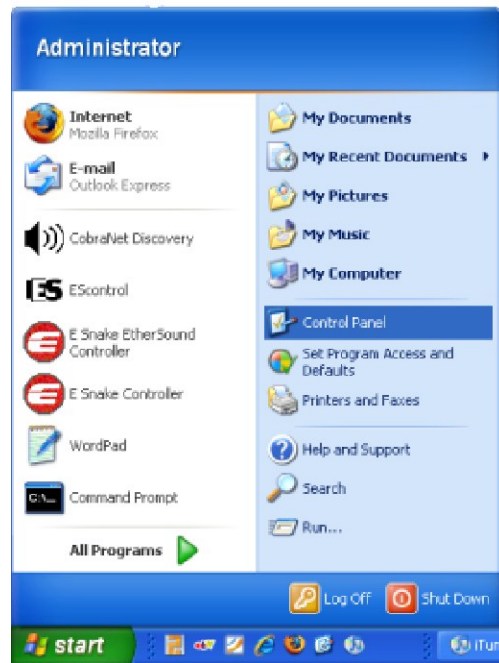 Administrator
Internet
Mozilla Firefox
E-mail
Outlook Express
CobraNet Discovery
ES
EScontrol
E Snake EtherSound
Controller
E Snake Controller
WordPad
C:\_
Command Prompt
All Programs
My Documents
My Recent Documents
My Pictures
My Music
My Computer
Control Panel
Set Program Access and
Defaults
Printers and Faxes
Help and Support
Search
Run...
Log Off
Shut Down
start
iTu